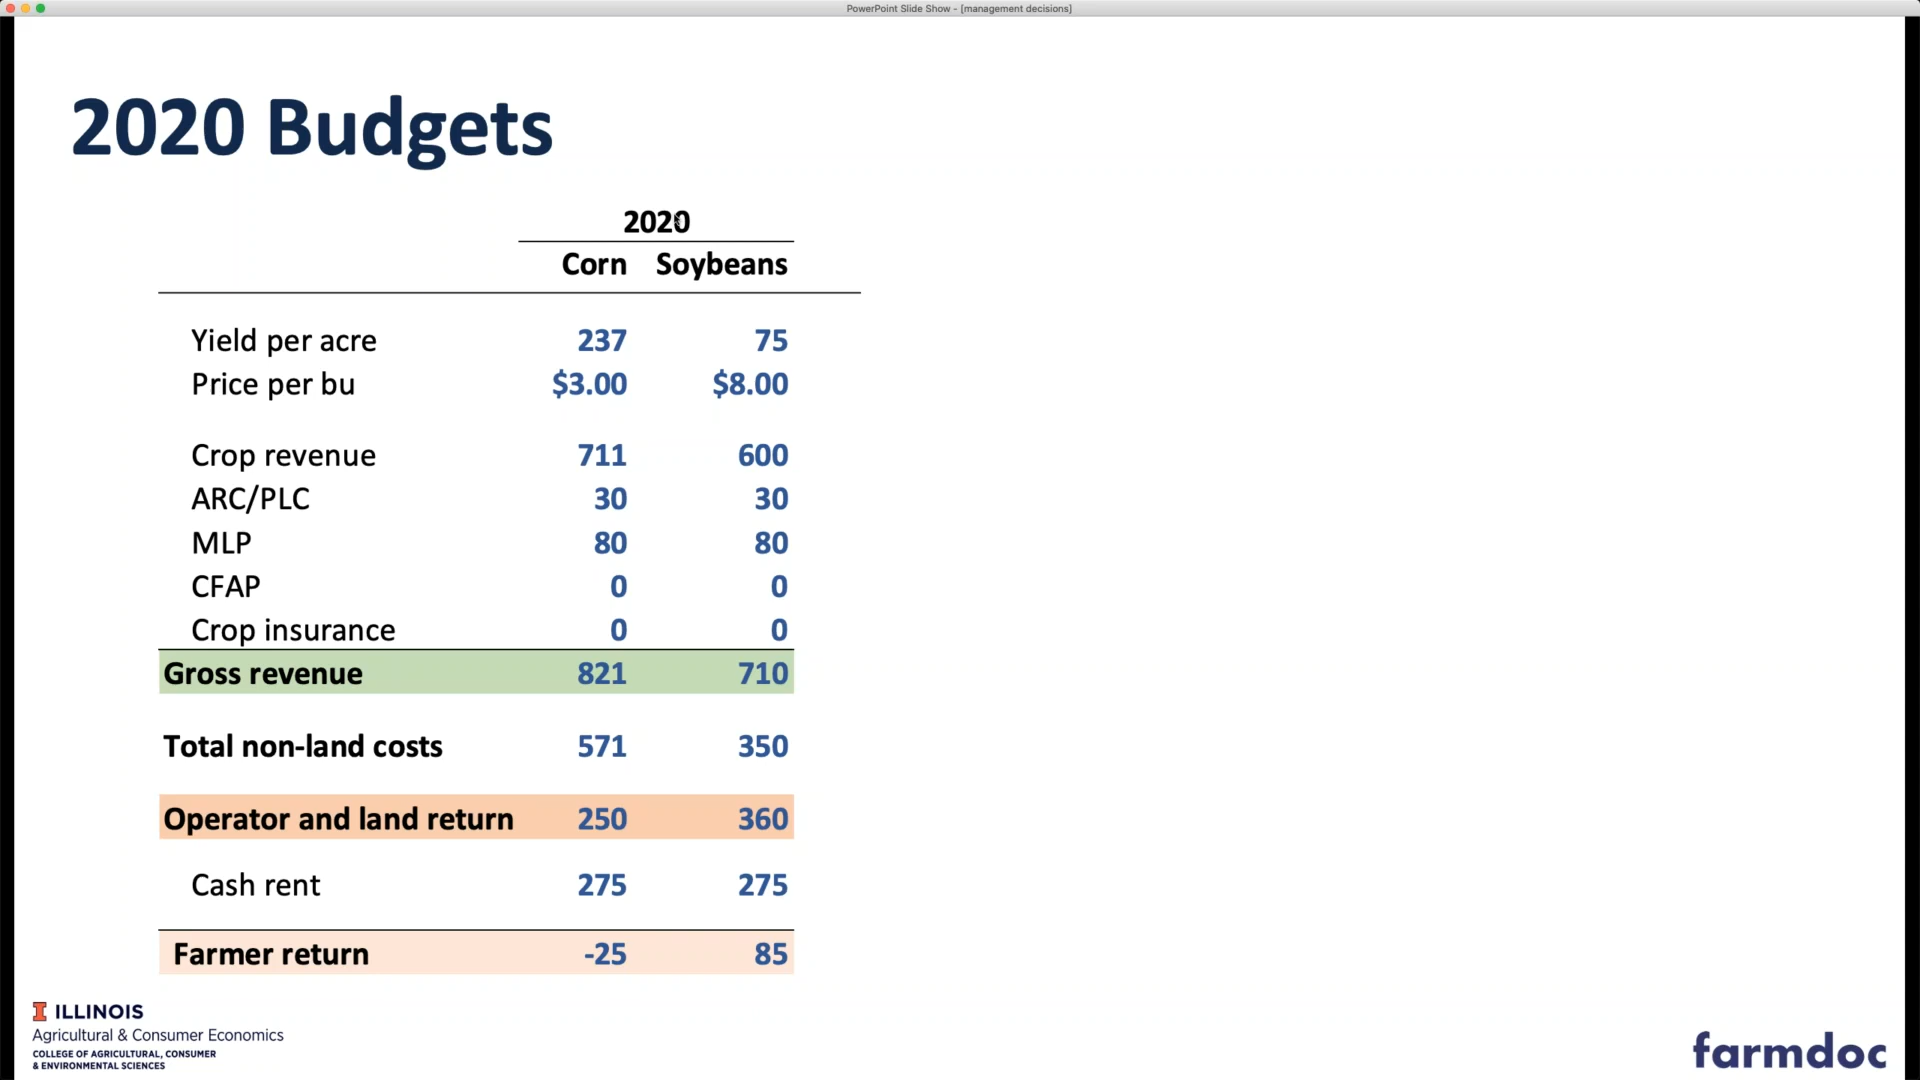 PowerPoint Slide Show - [management decisions]
2020 Budgets
2020
Corn Soybeans
Yield per acre 237 75
Price per bu $3.00 $8.00
Crop revenue 711 600
ARC/PLC 30 30
MLP 80 80
CFAP 0 0
Crop insurance 0 0
Gross revenue 821 710
Total non-land costs 571 350
Operator and land return 250 360
Cash rent 275 275
Farmer return -25 85
I ILLINOIS
Agricultural & Consumer Economics
COLLEGE OF AGRICULTURAL, CONSUMER
& ENVIRONMENTAL SCIENCES
farmdoc